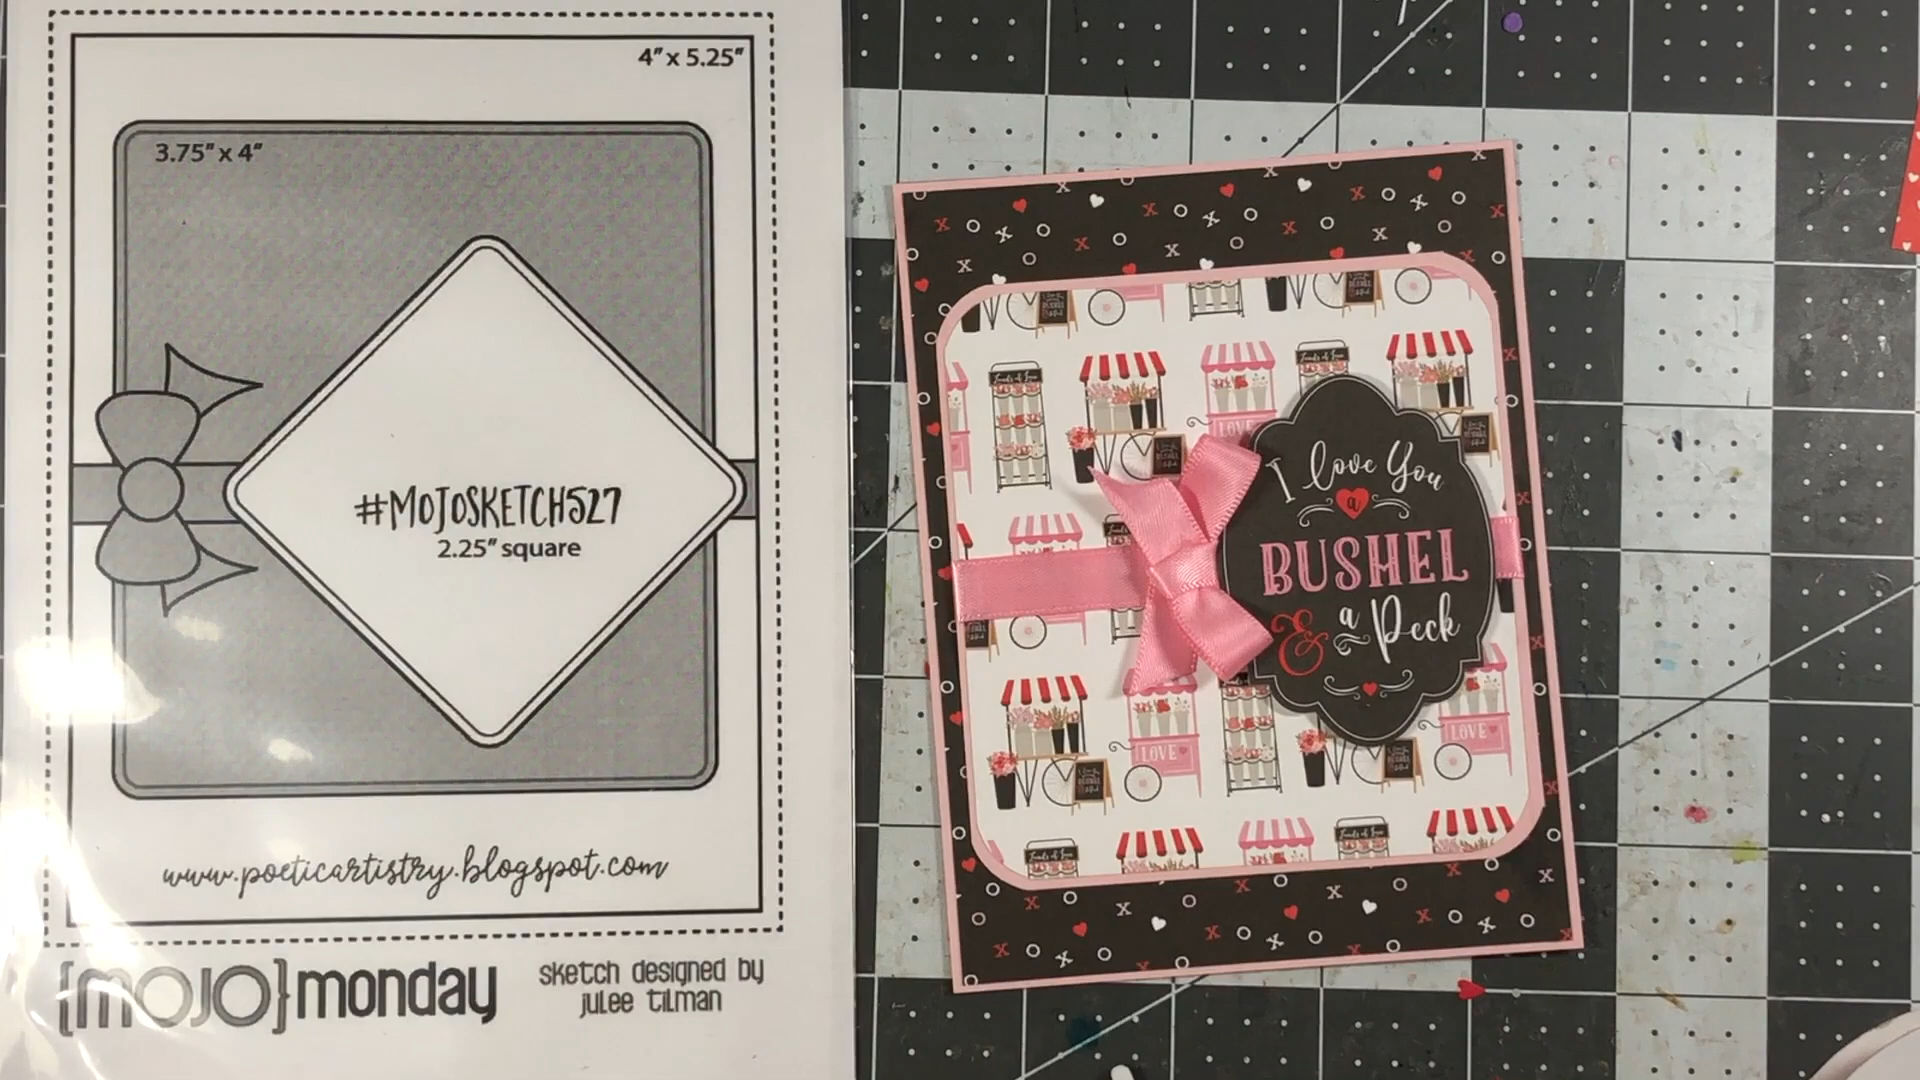 4" x 5.25"
3.75" x 4"
#MOJOSKETCH527
2.25" square
www.poeticartistry.blogspot.com
{mojo}monday
sketch designed by
julee tilman
I love You
a
BUSHEL
& a Peck
LOVE
LOVE
LOVE